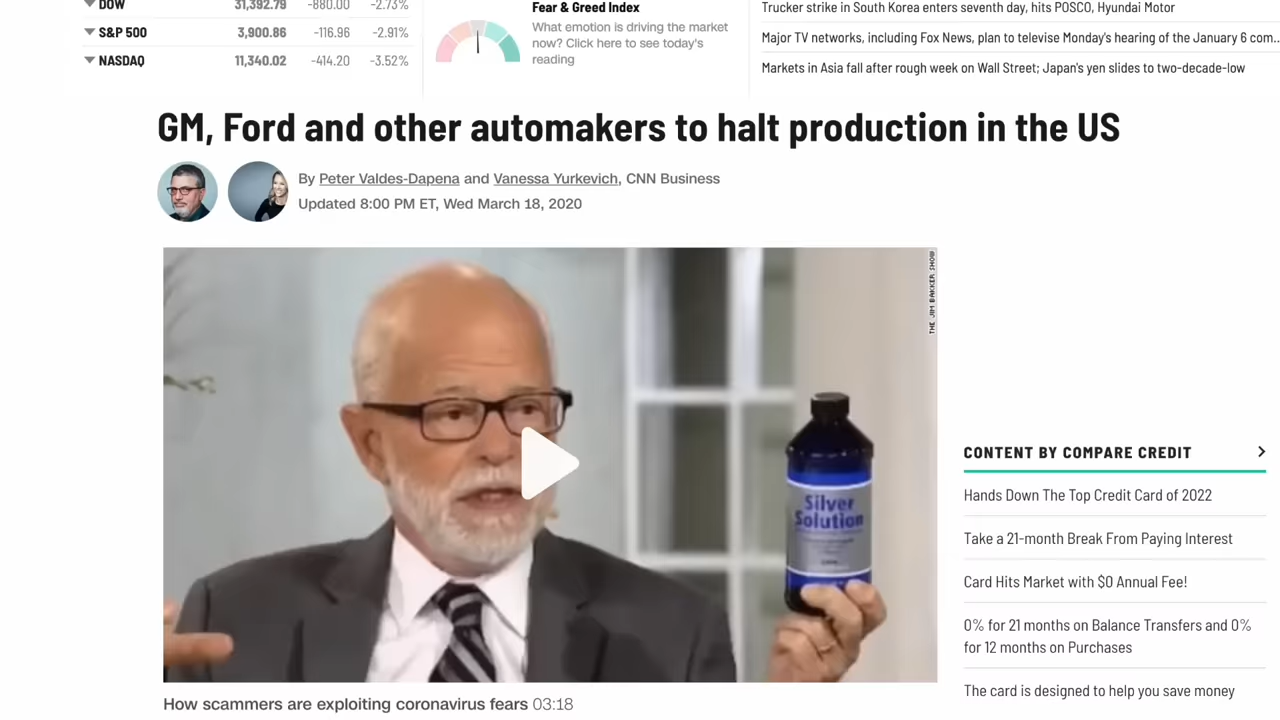 DOW 31,392.79 -880.00 -2.73%
S&P 500 3,900.86 -116.96 -2.91%
NASDAQ 11,340.02 -414.20 -3.52%
Fear & Greed Index
What emotion is driving the market
now? Click here to see today's
reading
Trucker strike in South Korea enters seventh day, hits POSCO, Hyundai Motor
Major TV networks, including Fox News, plan to televise Monday's hearing of the January 6 com...
Markets in Asia fall after rough week on Wall Street; Japan's yen slides to two-decade-low
GM, Ford and other automakers to halt production in the US
By Peter Valdes-Dapena and Vanessa Yurkevich, CNN Business
Updated 8:00 PM ET, Wed March 18, 2020
THE JIM BAKKER SHOW
Silver
Solution
How scammers are exploiting coronavirus fears 03:18
CONTENT BY COMPARE CREDIT
Hands Down The Top Credit Card of 2022
Take a 21-month Break From Paying Interest
Card Hits Market with $0 Annual Fee!
0% for 21 months on Balance Transfers and 0%
for 12 months on Purchases
The card is designed to help you save money